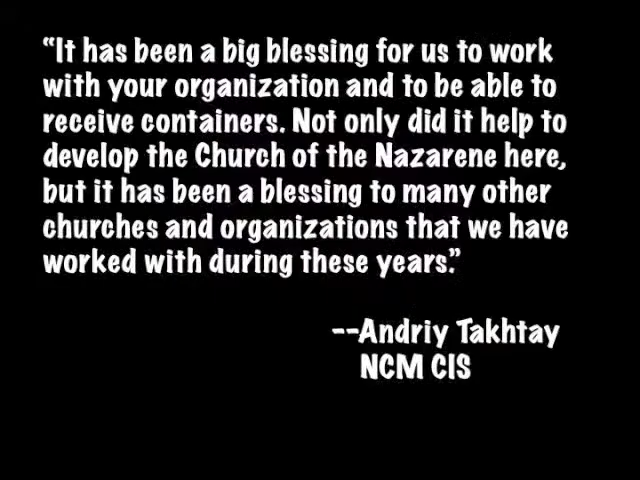 “It has been a big blessing for us to work
with your organization and to be able to
receive containers. Not only did it help to
develop the Church of the Nazarene here,
but it has been a blessing to many other
churches and organizations that we have
worked with during these years.”
--Andriy Takhtay
NCM CIS